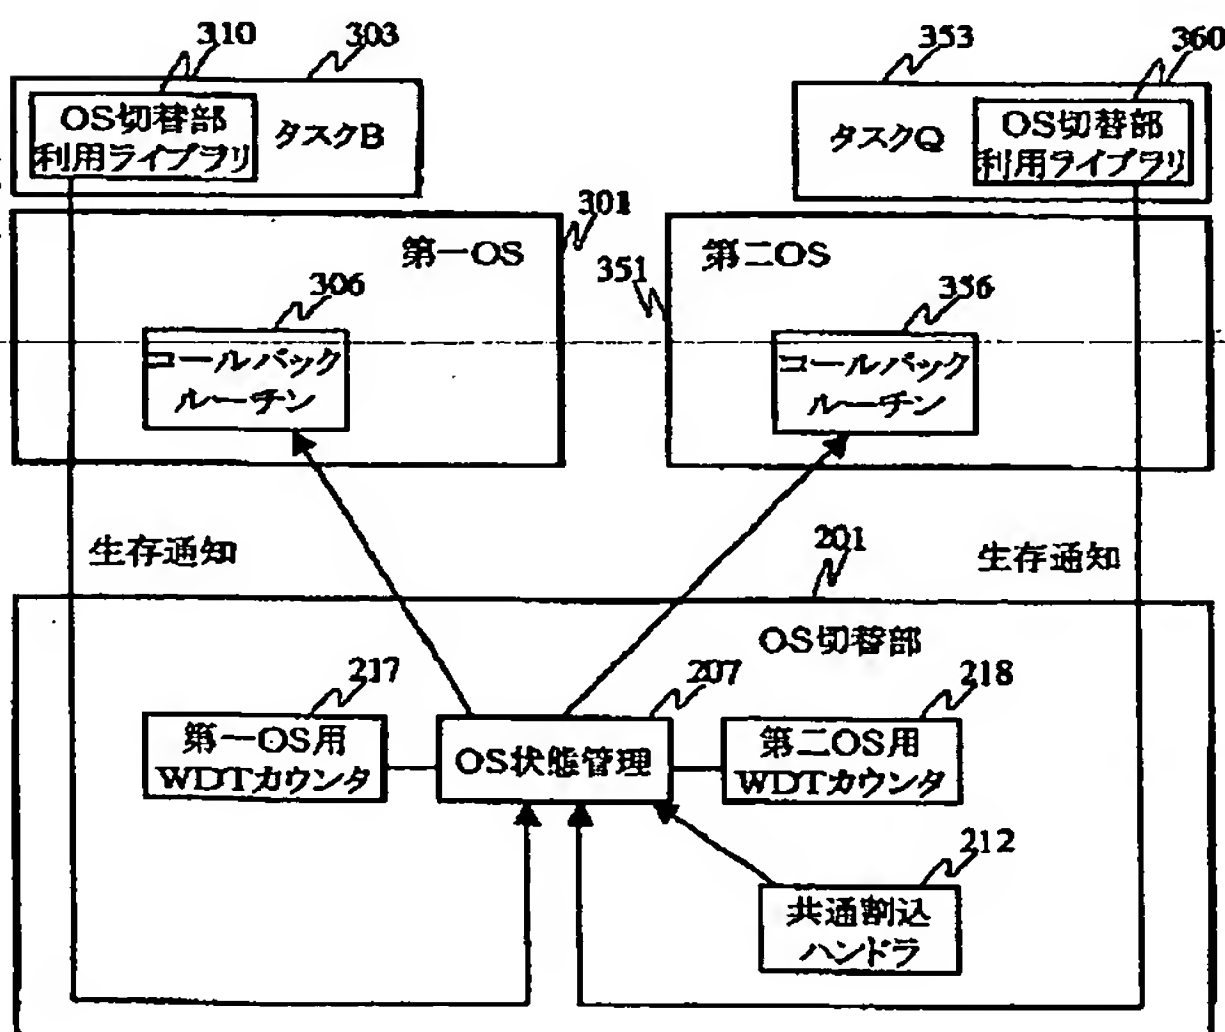 310
303
353
360
OS切替部
利用ライブラリ
タスクB
タスクQ
OS切替部
利用ライブラリ
301
第一OS
第二OS
351
306
356
コールバック
ルーチン
コールバック
ルーチン
生存通知
201
生存通知
OS切替部
217
207
218
第一OS用
WDTカウンタ
OS状態管理
第二OS用
WDTカウンタ
212
共通割込
ハンドラ